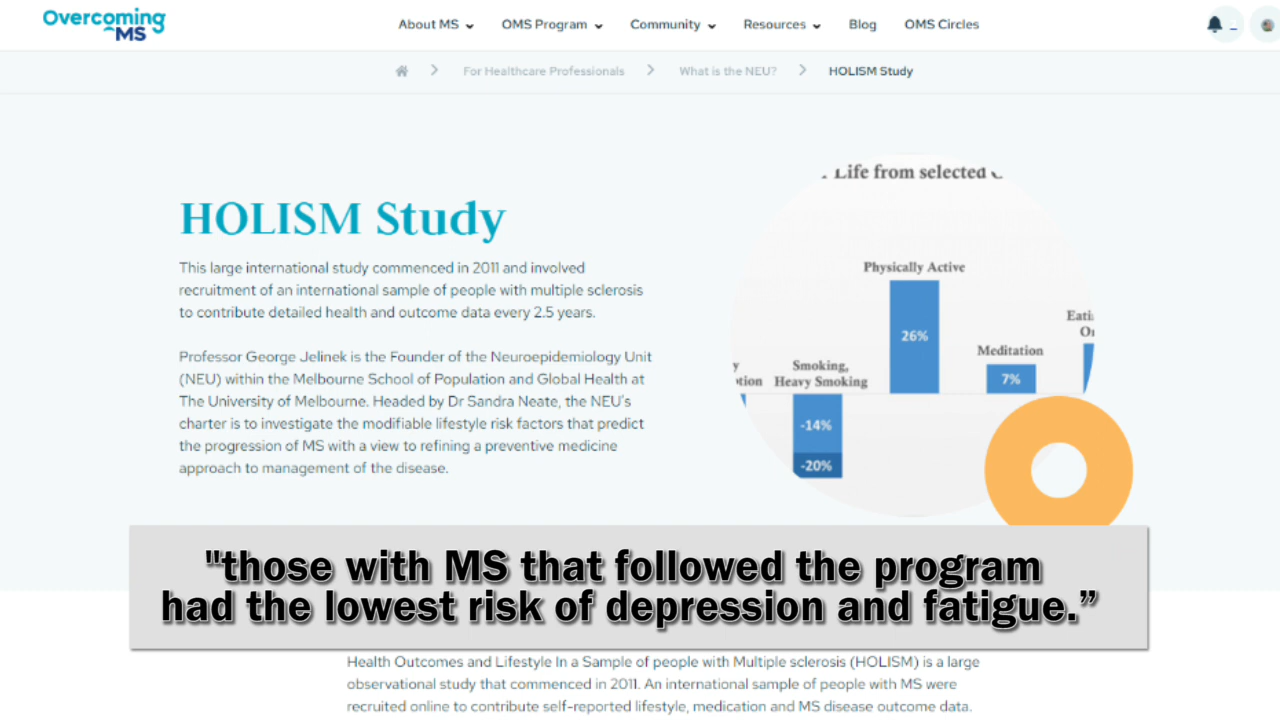 Overcoming
MS
About MS
OMS Program
Community
Resources
Blog
OMS Circles
For Healthcare Professionals
What is the NEU?
HOLISM Study
HOLISM Study
This large international study commenced in 2011 and involved
recruitment of an international sample of people with multiple sclerosis
to contribute detailed health and outcome data every 2.5 years.
Professor George Jelinek is the Founder of the Neuroepidemiology Unit
(NEU) within the Melbourne School of Population and Global Health at
The University of Melbourne. Headed by Dr Sandra Neate, the NEU's
charter is to investigate the modifiable lifestyle risk factors that predict
the progression of MS with a view to refining a preventive medicine
approach to management of the disease.
Life from selected
Physically Active
26%
Meditation
7%
Smoking,
Heavy Smoking
-14%
-20%
"those with MS that followed the program
had the lowest risk of depression and fatigue.”
Health Outcomes and Lifestyle In a Sample of people with Multiple sclerosis (HOLISM) is a large
observational study that commenced in 2011. An international sample of people with MS were
recruited online to contribute self-reported lifestyle, medication and MS disease outcome data.